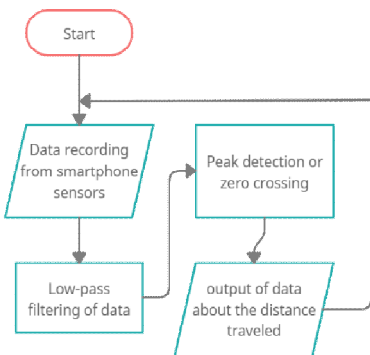 Start
Data recording
from smartphone
sensors
Peak detection or
zero crossing
Low-pass
filtering of data
output of data
about the distance
traveled